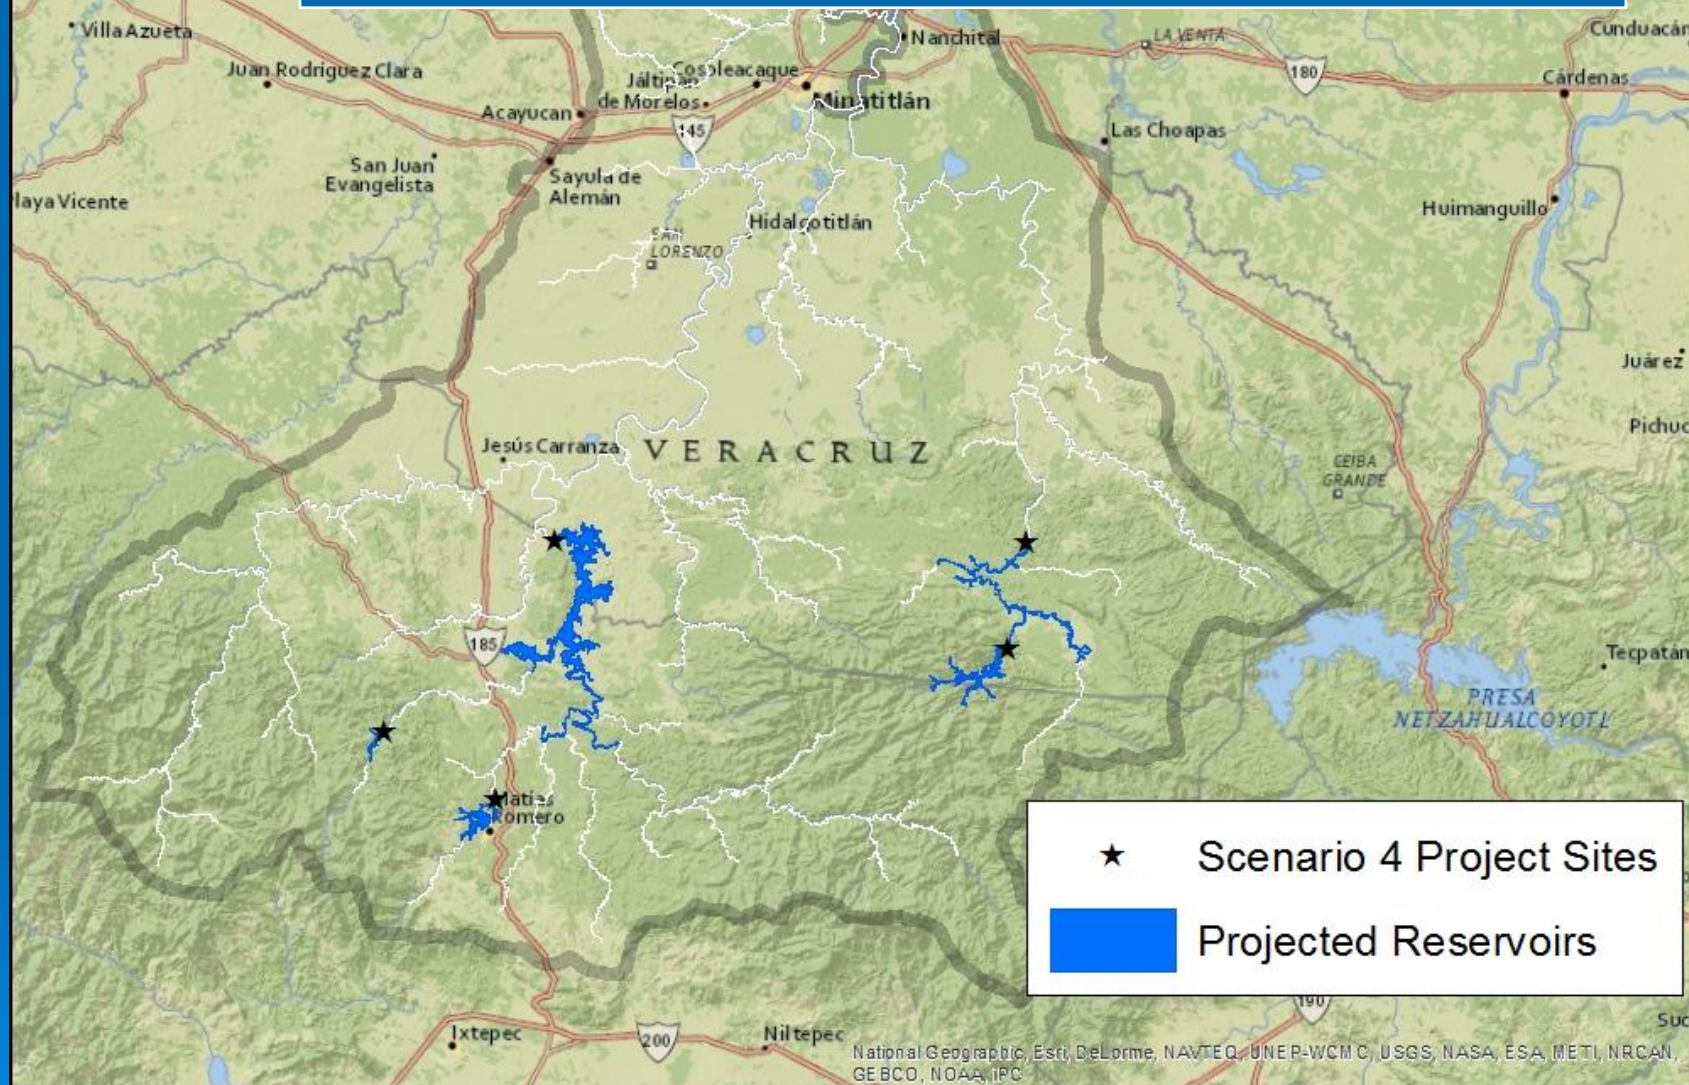 Villa Azueta
Nanchital
LA VENTA
Cunduacán
Juan Rodríguez Clara
Cosoleacaque
Jáltipan
de Morelos
180
Cárdenas
Acayucan
Minatitlán
145
Las Choapas
San Juan
Evangelista
Sayula de
Alemán
laya Vicente
Huimanguillo
Hidalgotitlán
SAN
LORENZO
Juárez
Pichuc
Jesús Carranza
VERACRUZ
CEIBA
GRANDE
185
Tecpatán
PRESA
NETZAHUALCOYOTL
Matías
Romero
Scenario 4 Project Sites
Projected Reservoirs
190
Suc
Ixtepec
200
Niltepec
National Geographic, Esri, DeLorme, NAVTEQ, UNEP-WCMC, USGS, NASA, ESA, METI, NRCAN,
GEBCO, NOAA, iPC